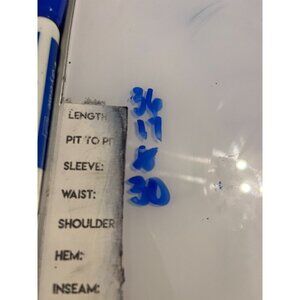 LENGTH 36
PIT TO PI 17
SLEEVE:
WAIST: 30
SHOULDER
HEM:
INSEAM: